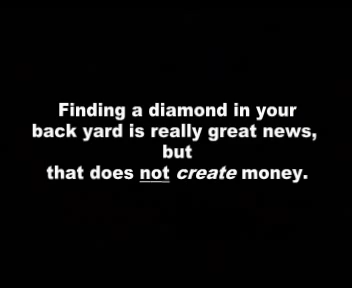 Finding a diamond in your
back yard is really great news,
but
that does not create money.